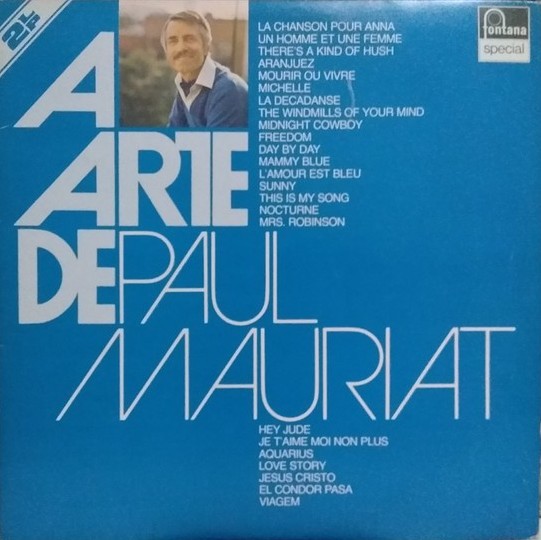 2LP
fontana
special
LA CHANSON POUR ANNA
UN HOMME ET UNE FEMME
THERE'S A KIND OF HUSH
ARANJUEZ
MOURIR OU VIVRE
MICHELLE
LA DECADANSE
THE WINDMILLS OF YOUR MIND
MIDNIGHT COWBOY
FREEDOM
DAY BY DAY
MAMMY BLUE
L'AMOUR EST BLEU
SUNNY
THIS IS MY SONG
NOCTURNE
MRS. ROBINSON
A
ARTE
DE PAUL
MAURIAT
HEY JUDE
JE T'AIME MOI NON PLUS
AQUARIUS
LOVE STORY
JESUS CRISTO
EL CONDOR PASA
VIAGEM